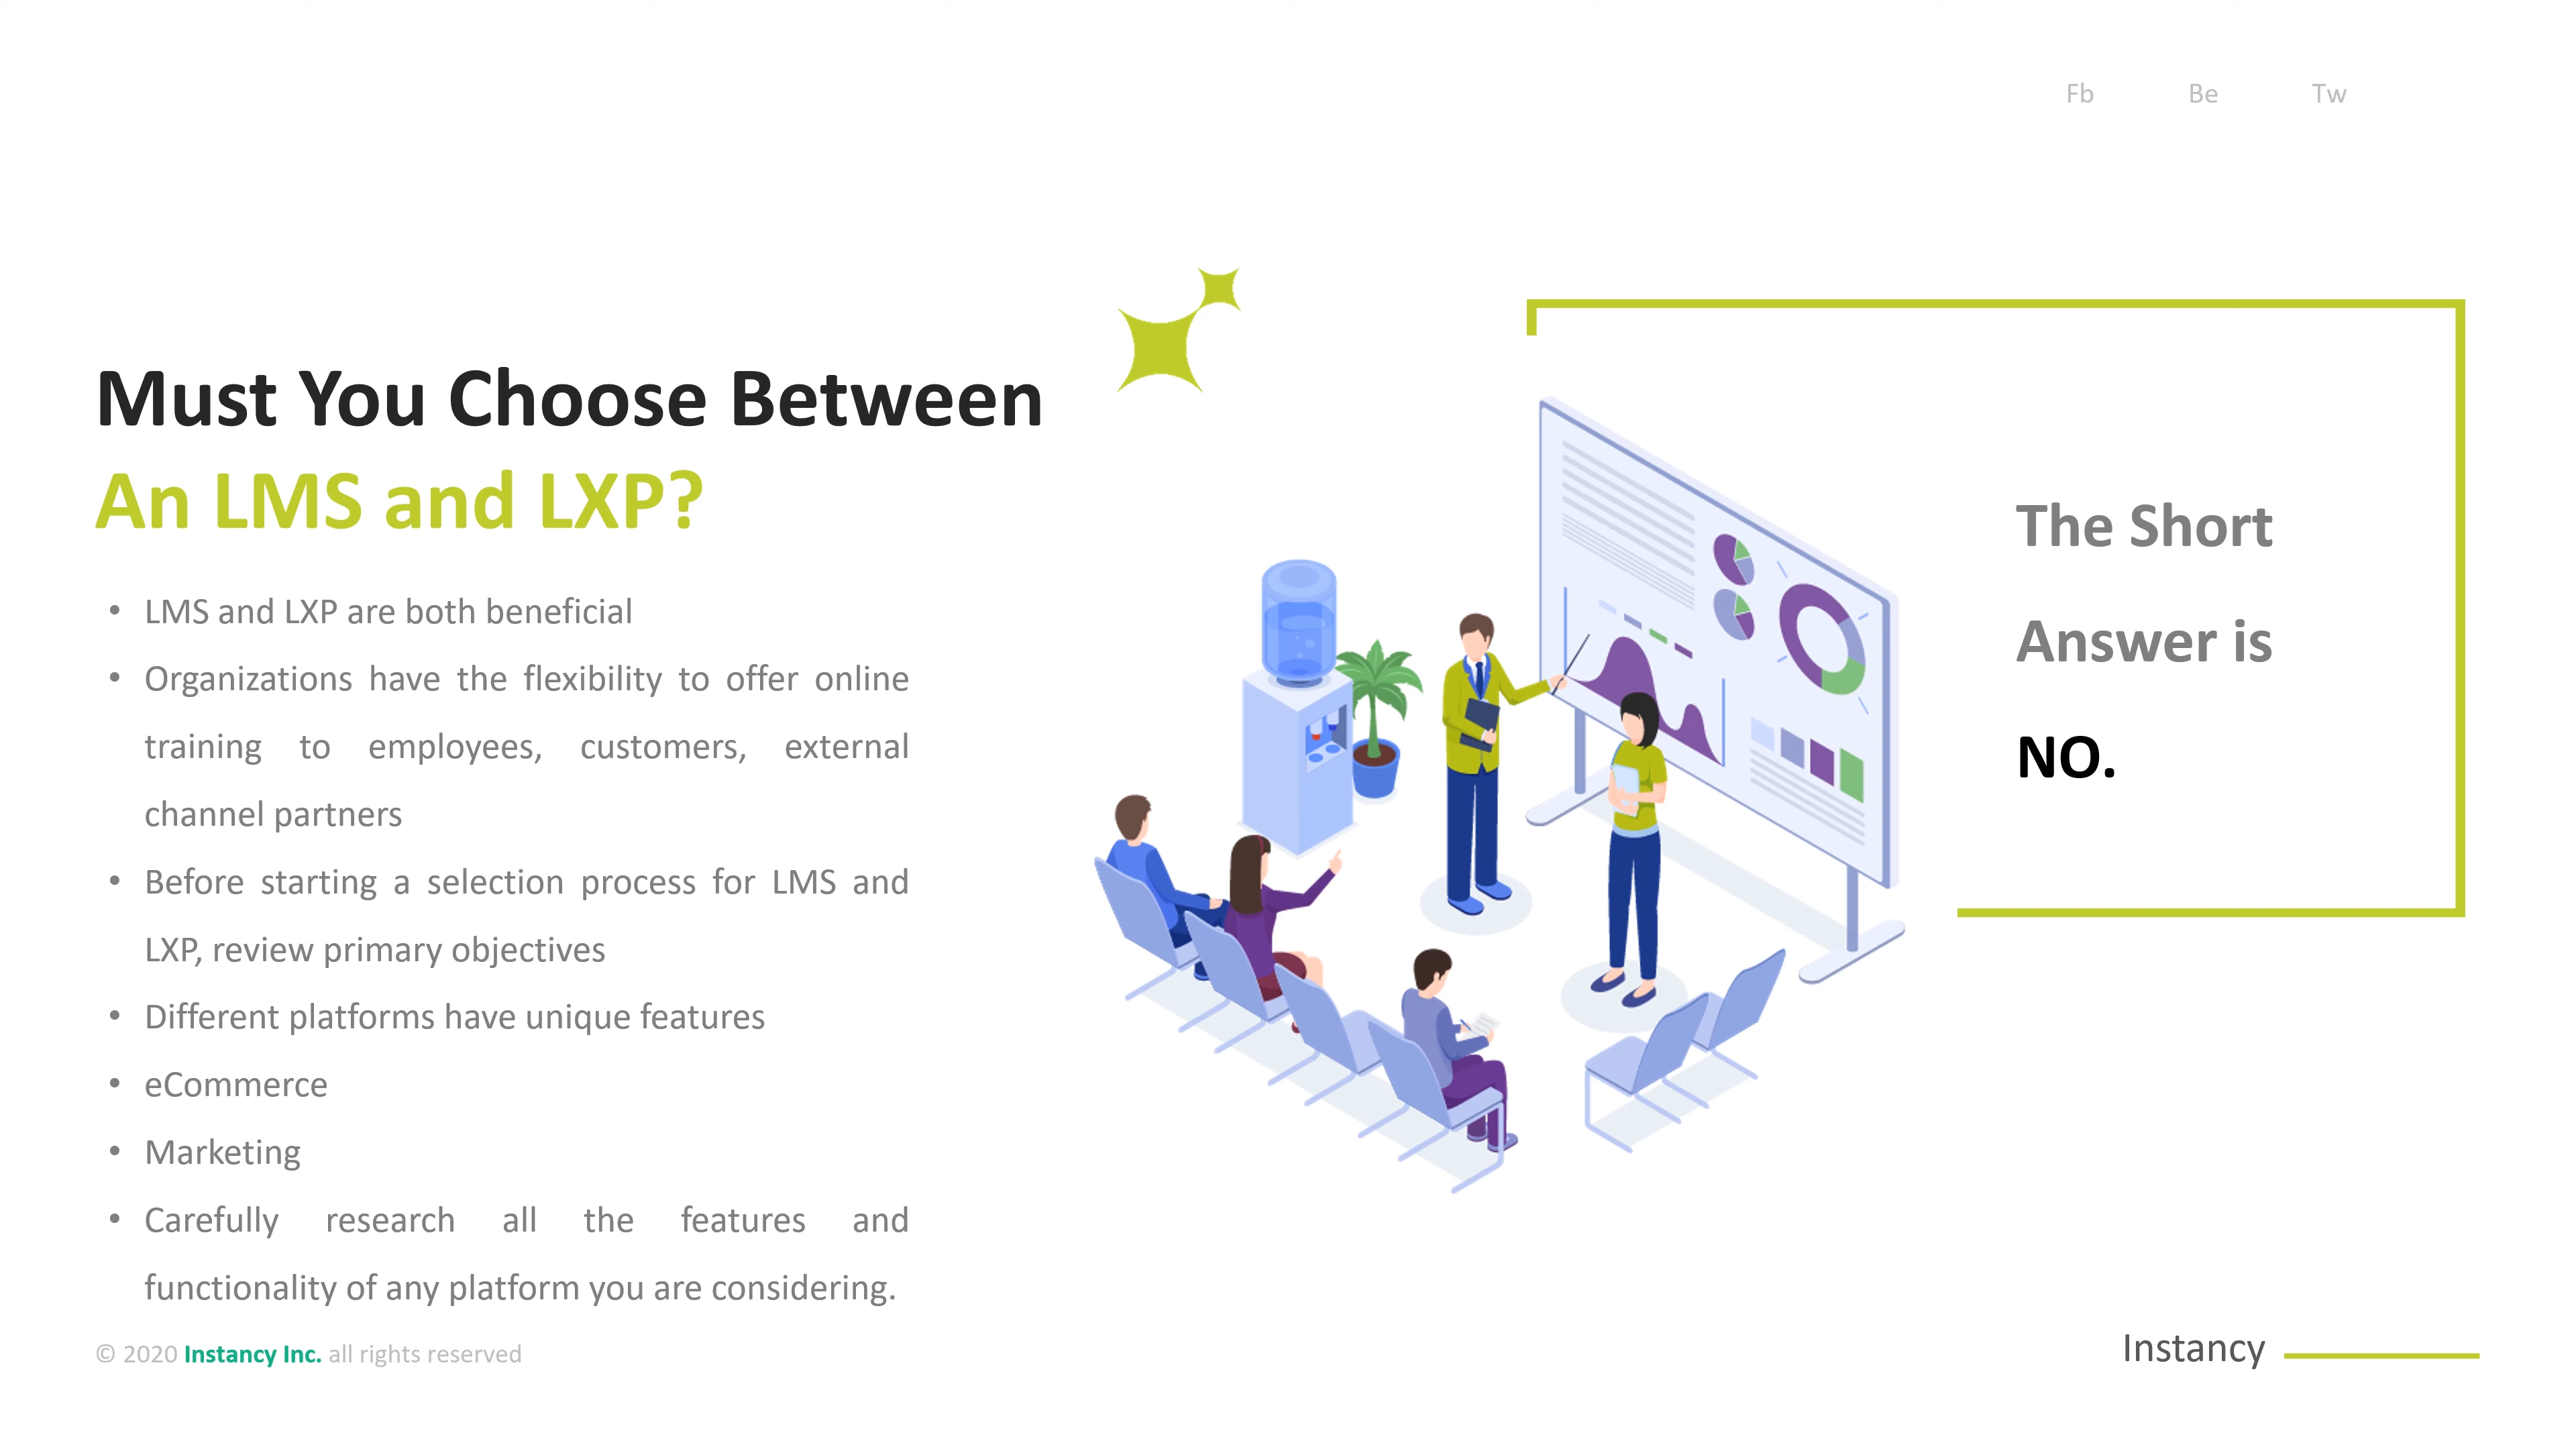 Fb Be Tw
Must You Choose Between
An LMS and LXP?
• LMS and LXP are both beneficial
• Organizations have the flexibility to offer online
training to employees, customers, external
channel partners
• Before starting a selection process for LMS and
LXP, review primary objectives
• Different platforms have unique features
• eCommerce
• Marketing
• Carefully research all the features and
functionality of any platform you are considering.
The Short
Answer is
NO.
© 2020 Instancy Inc. all rights reserved
Instancy